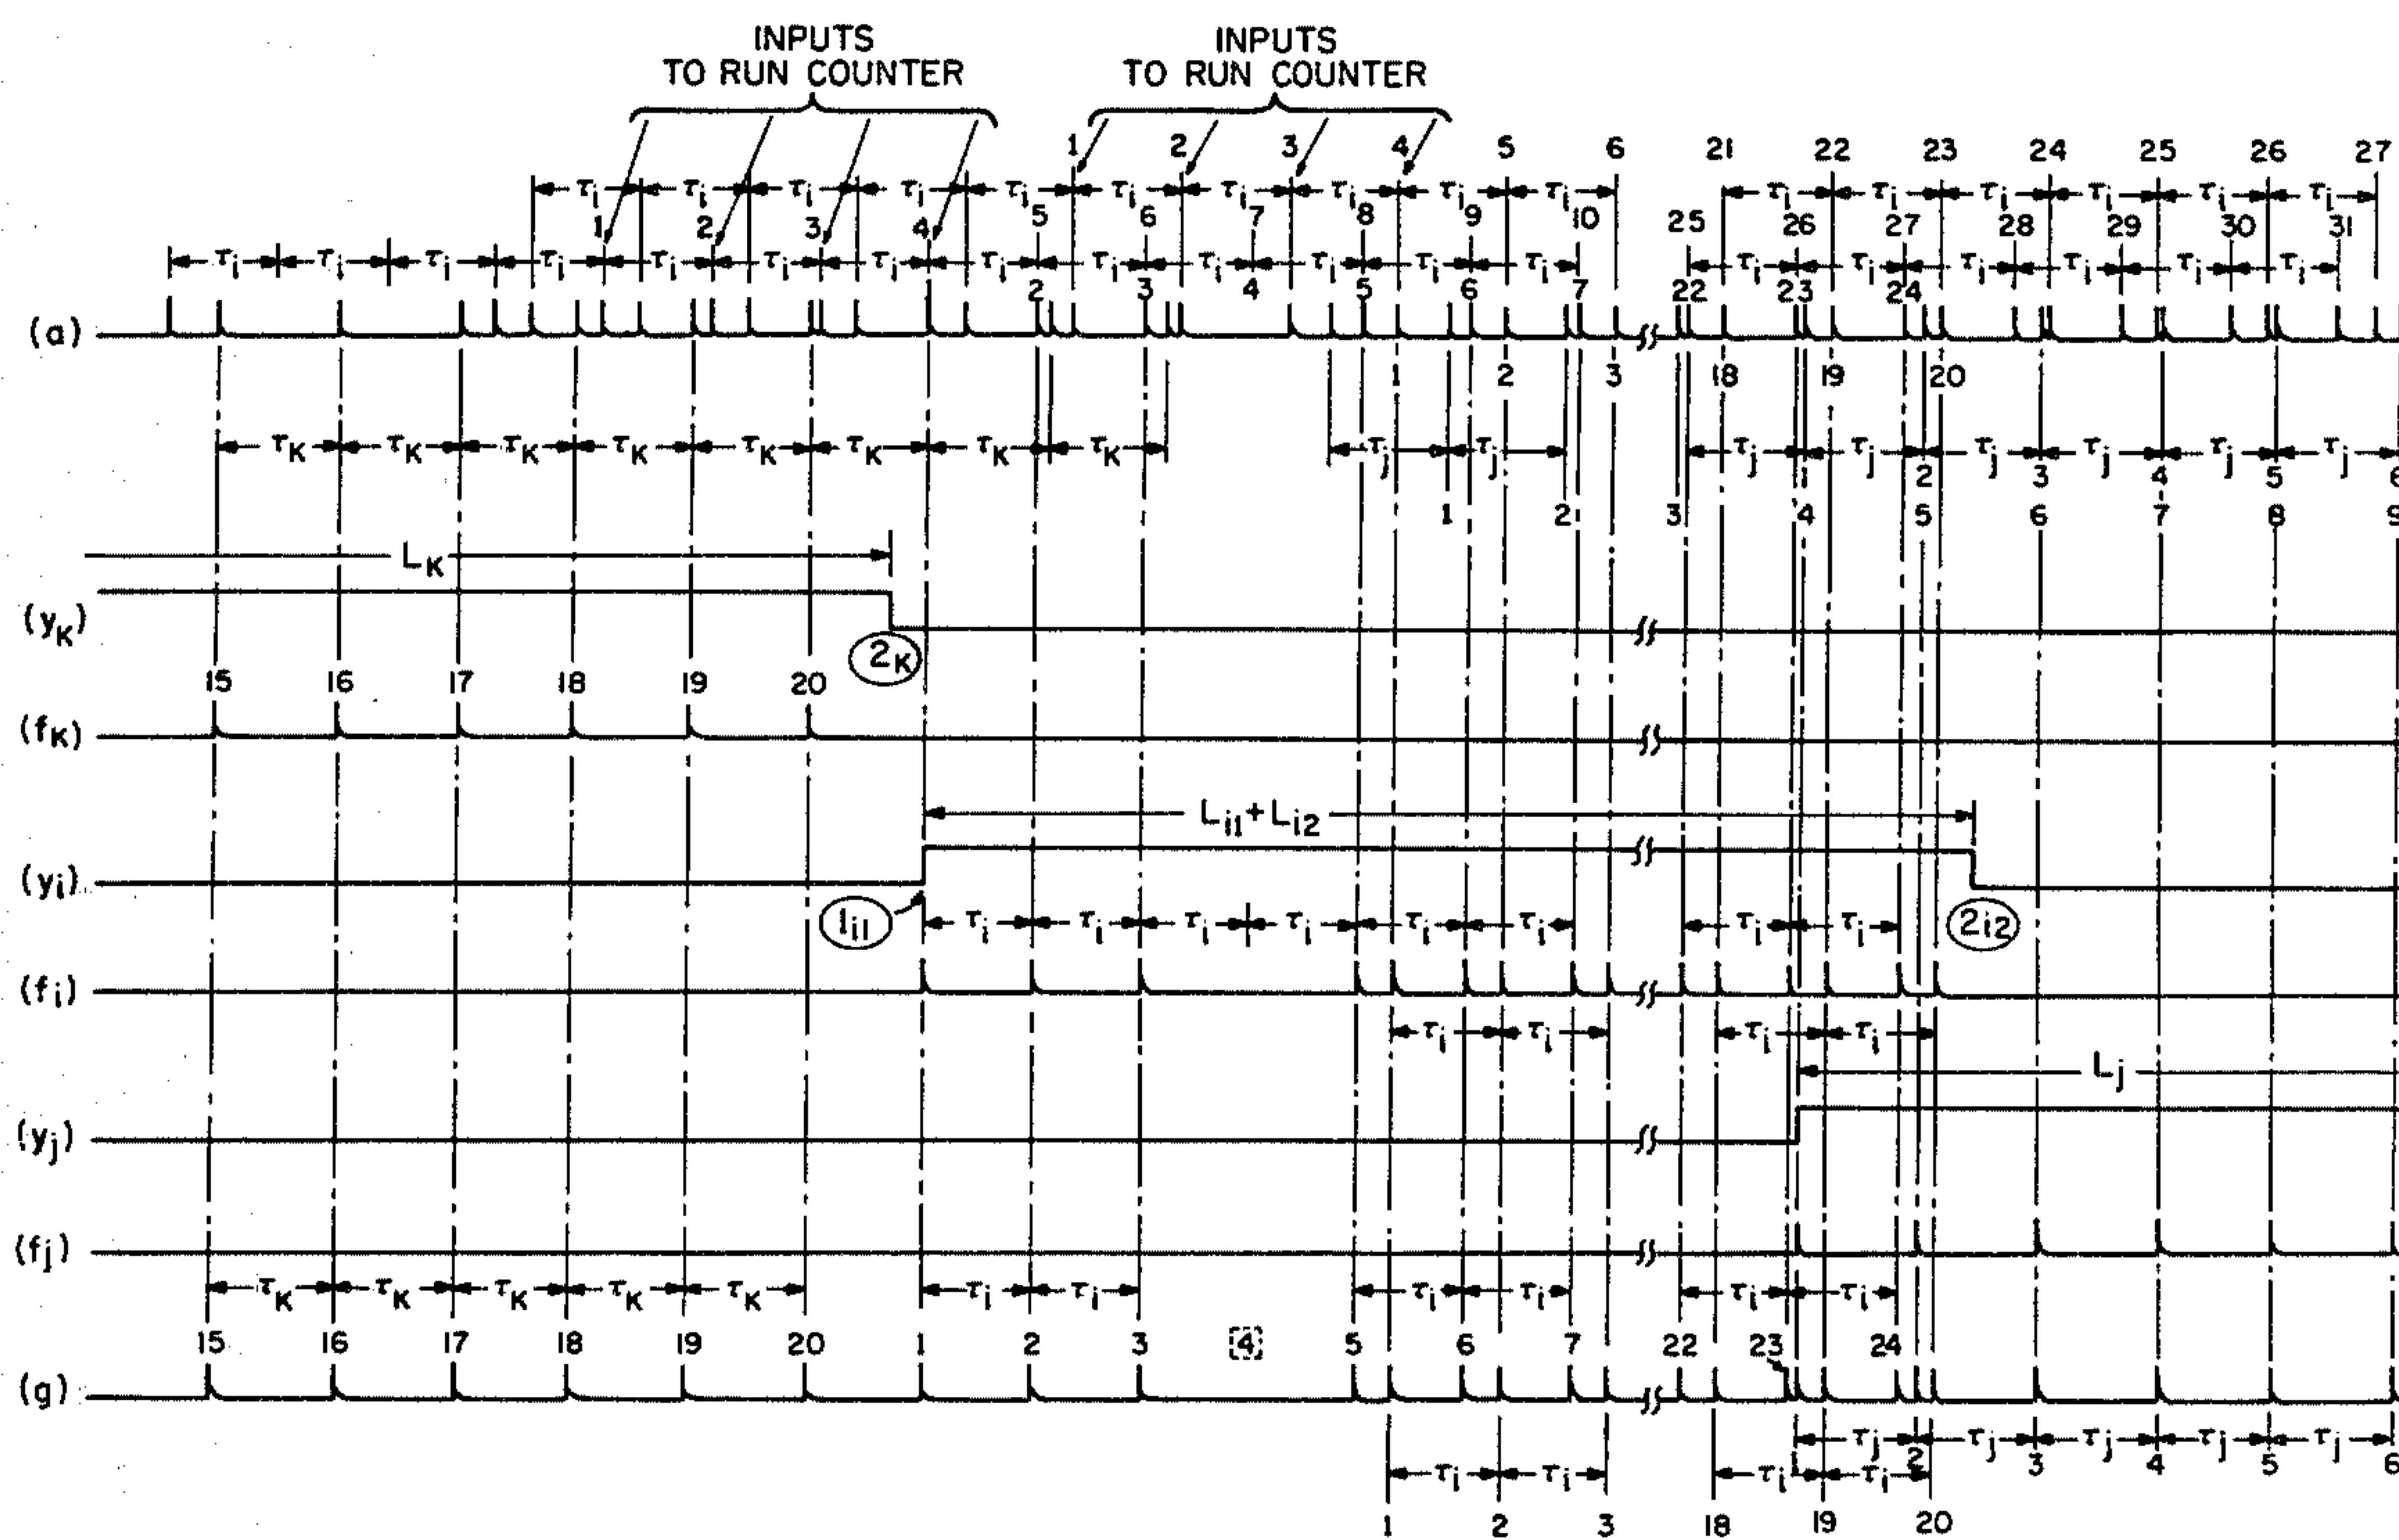 INPUTS INPUTS
TO RUN COUNTER TO RUN COUNTER
1 2 3 4 5 6 21 22 23 24 25 26 27
τi τi τi τi τi τi τi τi τi τi τi τi τi τi τi τi
1 2 3 4 5 6 7 8 9 10 25 26 27 28 29 30 31
τi τi τi τi τi τi τi τi τi τi τi τi τi τi τi τi τi τi τi
2 3 4 5 6 7 22 23 24
(a)
1 2 3 18 19 20
τK τK τK τK τK τK τK τK τj τj τj τj τj τj τj τj
2 3 4 5 6
1 2 3 4 5 6 7 8 9
LK
(yK)
2K
15 16 17 18 19 20
(fK)
Li1+Li2
(yi)
1i1 τi τi τi τi τi τi τi τi 2i2
(fi)
τi τi τi τi
Lj
(yj)
(fj)
τK τK τK τK τK τi τi τi τi τi τi
15 16 17 18 19 20 1 2 3 4 5 6 7 22 23 24
(g)
τj τj τj τj τj
2 3 4 5 6
τi τi τi τi
1 2 3 18 19 20